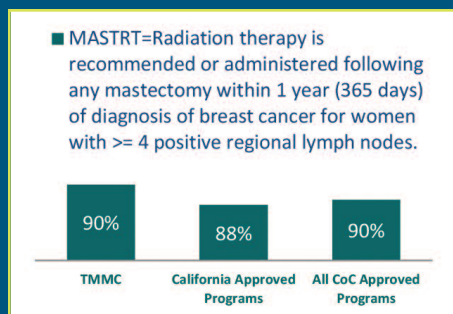 ■ MASTRT=Radiation therapy is
recommended or administered following
any mastectomy within 1 year (365 days)
of diagnosis of breast cancer for women
with >= 4 positive regional lymph nodes.
90%
88%
90%
TMMC
California Approved
Programs
All CoC Approved
Programs